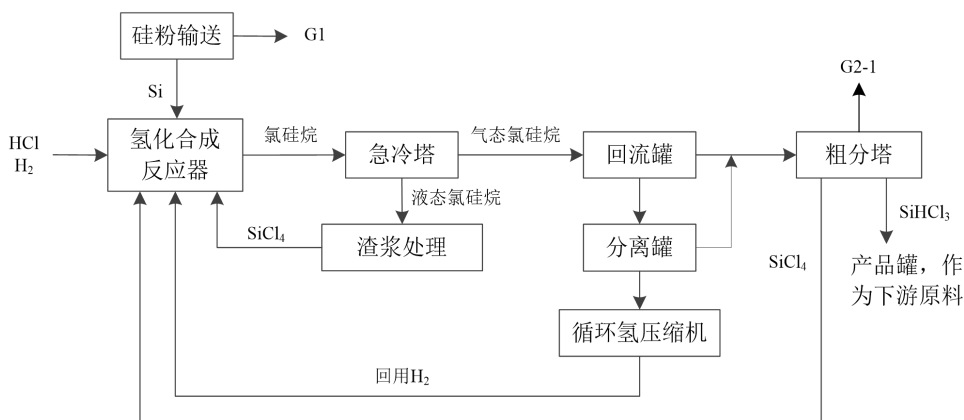 硅粉输送
G1
G2-1
Si
HCl
H₂
氢化合成
反应器
氯硅烷
急冷塔
气态氯硅烷
回流罐
粗分塔
液态氯硅烷
SiHCl₃
SiCl₄
渣浆处理
分离罐
SiCl₄
产品罐，作
为下游原料
循环氢压缩机
回用H₂